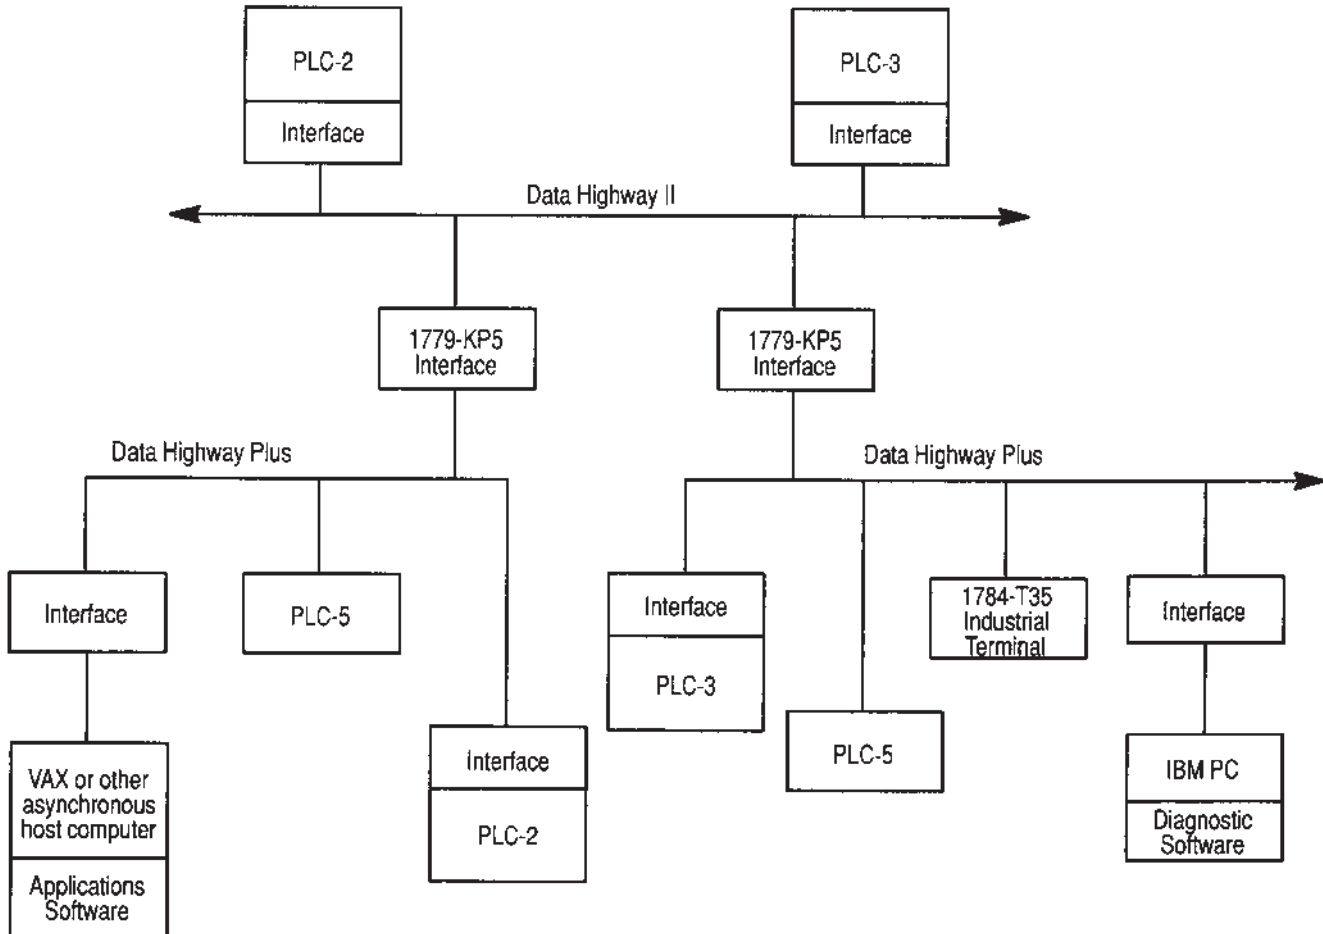 PLC-2
PLC-3
Interface
Interface
Data Highway II
1779-KP5
Interface
1779-KP5
Interface
Data Highway Plus
Data Highway Plus
Interface
PLC-5
Interface
PLC-3
1784-T35
Industrial
Terminal
Interface
PLC-5
Interface
PLC-2
VAX or other
asynchronous
host computer
Applications
Software
IBM PC
Diagnostic
Software